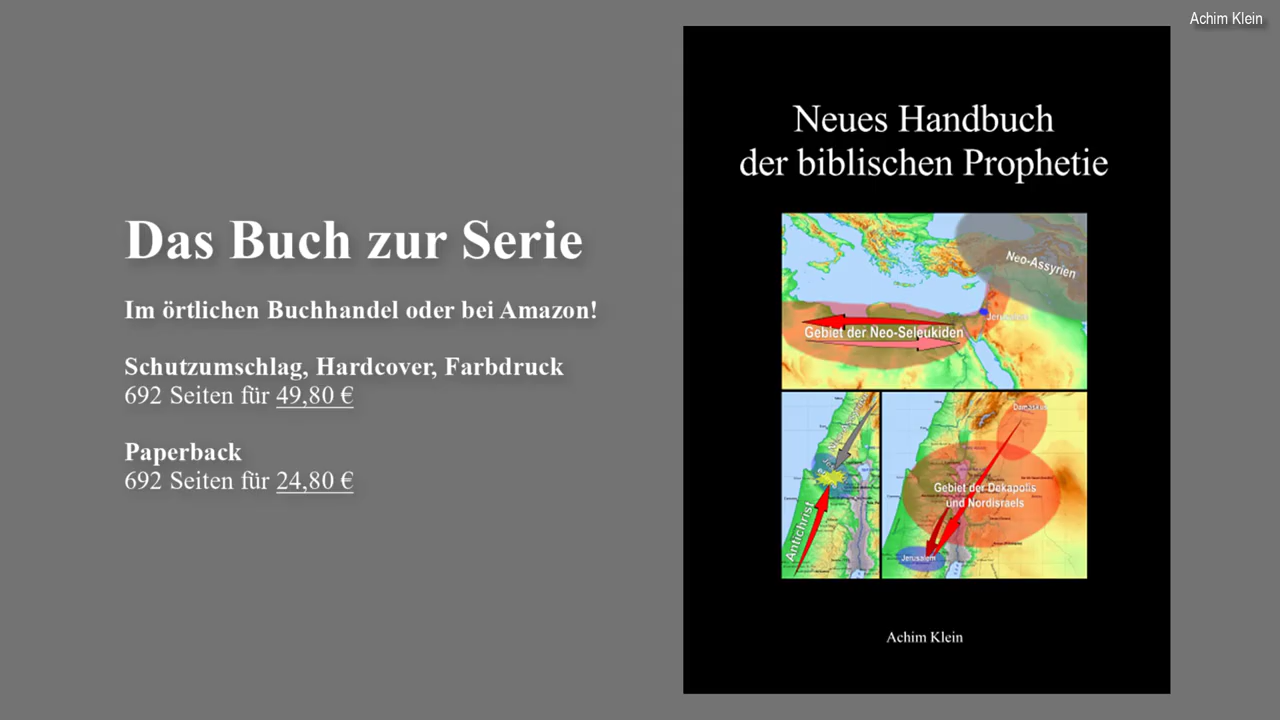 Achim Klein
Das Buch zur Serie
Im örtlichen Buchhandel oder bei Amazon!
Schutzumschlag, Hardcover, Farbdruck
692 Seiten für 49,80 €
Paperback
692 Seiten für 24,80 €
Neues Handbuch
der biblischen Prophetie
Neo-Assyrien
Jerusalem
Gebiet der Neo-Seleukiden
Antichrist
Damaskus
Gebiet der Dekapolis
und Nordisraels
Jerusalem
Achim Klein